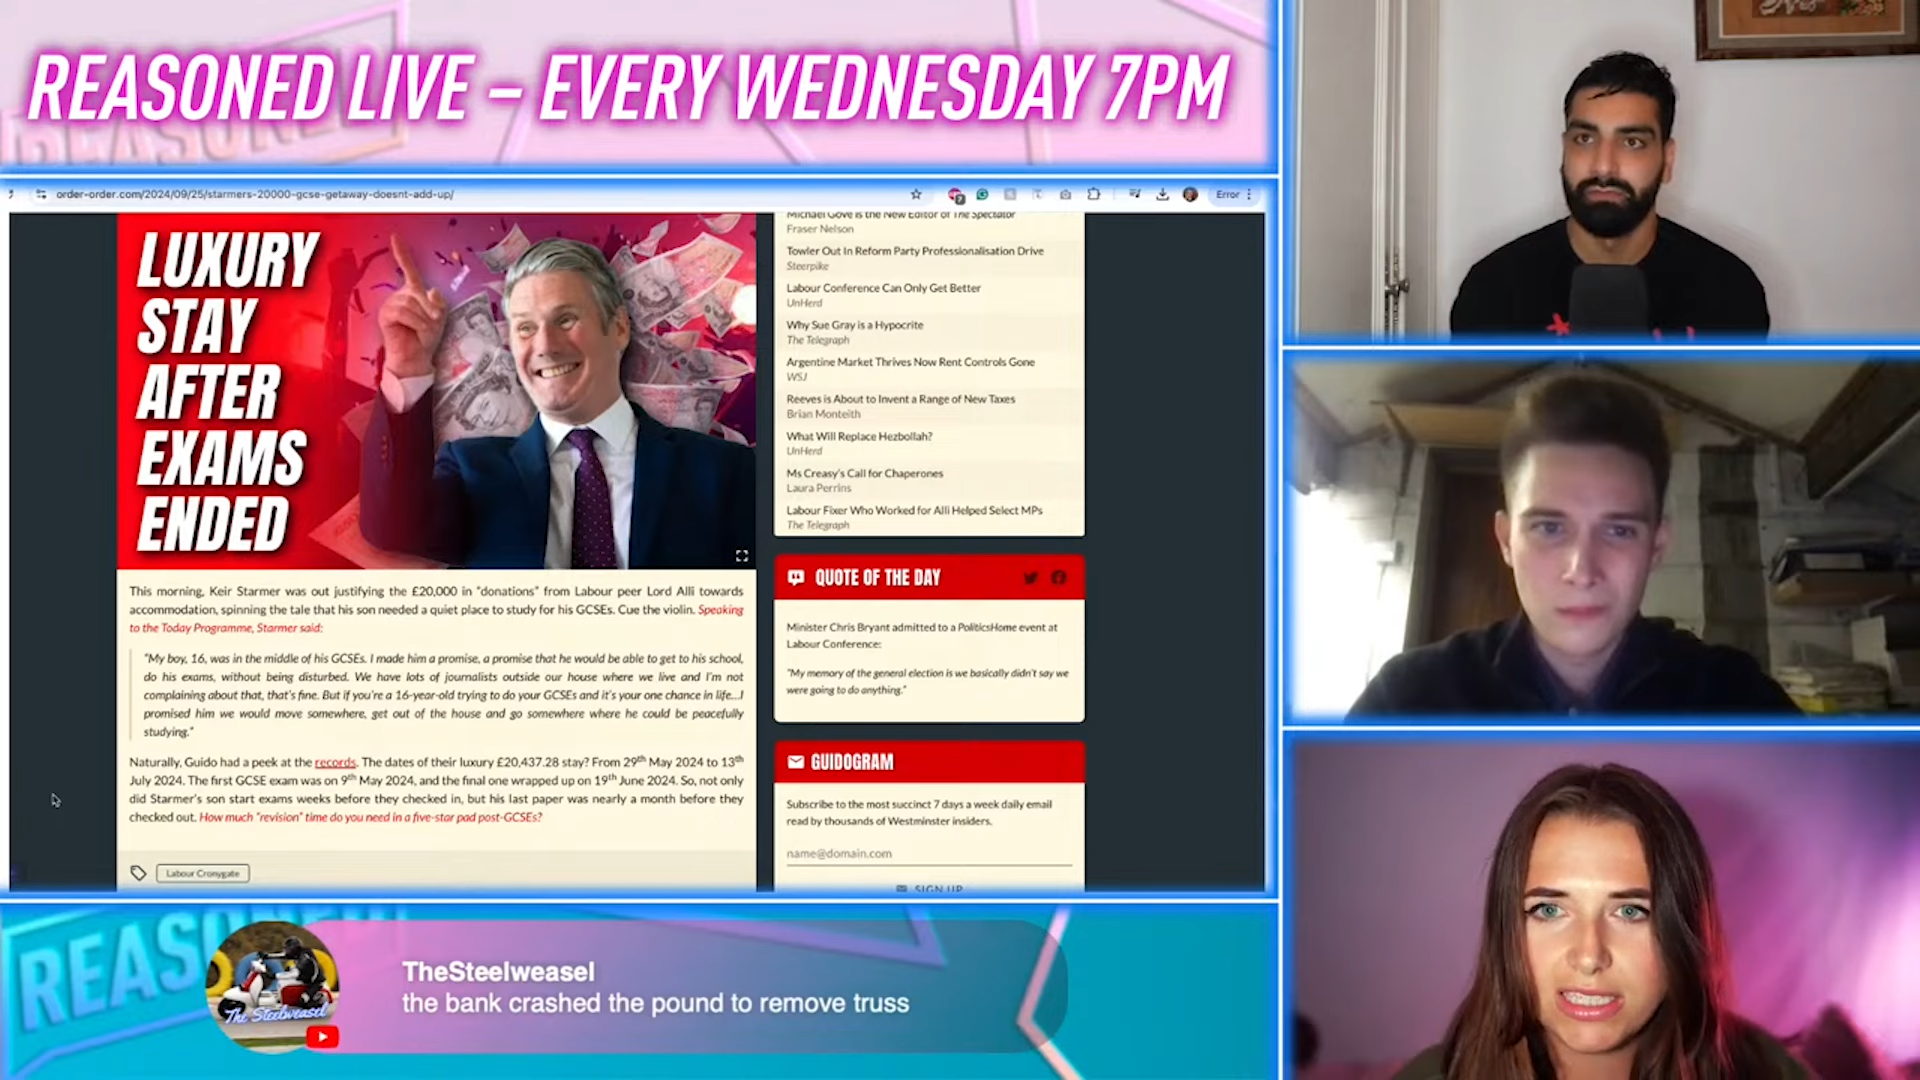 REASONED LIVE – EVERY WEDNESDAY 7PM
order-order.com/2024/09/25/starmers-20000-gcse-getaway-doesnt-add-up/
Error
LUXURY
STAY
AFTER
EXAMS
ENDED
This morning, Keir Starmer was out justifying the £20,000 in "donations" from Labour peer Lord Alli towards
accommodation, spinning the tale that his son needed a quiet place to study for his GCSEs. Cue the violin. Speaking
to the Today Programme, Starmer said:
"My boy, 16, was in the middle of his GCSEs. I made him a promise, a promise that he would be able to get to his school,
do his exams, without being disturbed. We have lots of journalists outside our house where we live and I'm not
complaining about that, that's fine. But if you're a 16-year-old trying to do your GCSEs and it's your one chance in life…I
promised him we would move somewhere, get out of the house and go somewhere where he could be peacefully
studying."
Naturally, Guido had a peek at the records. The dates of their luxury £20,437.28 stay? From 29th May 2024 to 13th
July 2024. The first GCSE exam was on 9th May 2024, and the final one wrapped up on 19th June 2024. So, not only
did Starmer's son start exams weeks before they checked in, but his last paper was nearly a month before they
checked out. How much "revision" time do you need in a five-star pad post-GCSEs?
Labour Cronygate
Michael Gove is the New Editor of The Spectator
Fraser Nelson
Towler Out In Reform Party Professionalisation Drive
Steerpike
Labour Conference Can Only Get Better
UnHerd
Why Sue Gray is a Hypocrite
The Telegraph
Argentine Market Thrives Now Rent Controls Gone
WSJ
Reeves is About to Invent a Range of New Taxes
Brian Monteith
What Will Replace Hezbollah?
UnHerd
Ms Creasy's Call for Chaperones
Laura Perrins
Labour Fixer Who Worked for Alli Helped Select MPs
The Telegraph
QUOTE OF THE DAY
Minister Chris Bryant admitted to a PoliticsHome event at
Labour Conference:
"My memory of the general election is we basically didn't say we
were going to do anything."
GUIDOGRAM
Subscribe to the most succinct 7 days a week daily email
read by thousands of Westminster insiders.
name@domain.com
SIGN UP
REASONED
The Steelweasel
TheSteelweasel
the bank crashed the pound to remove truss